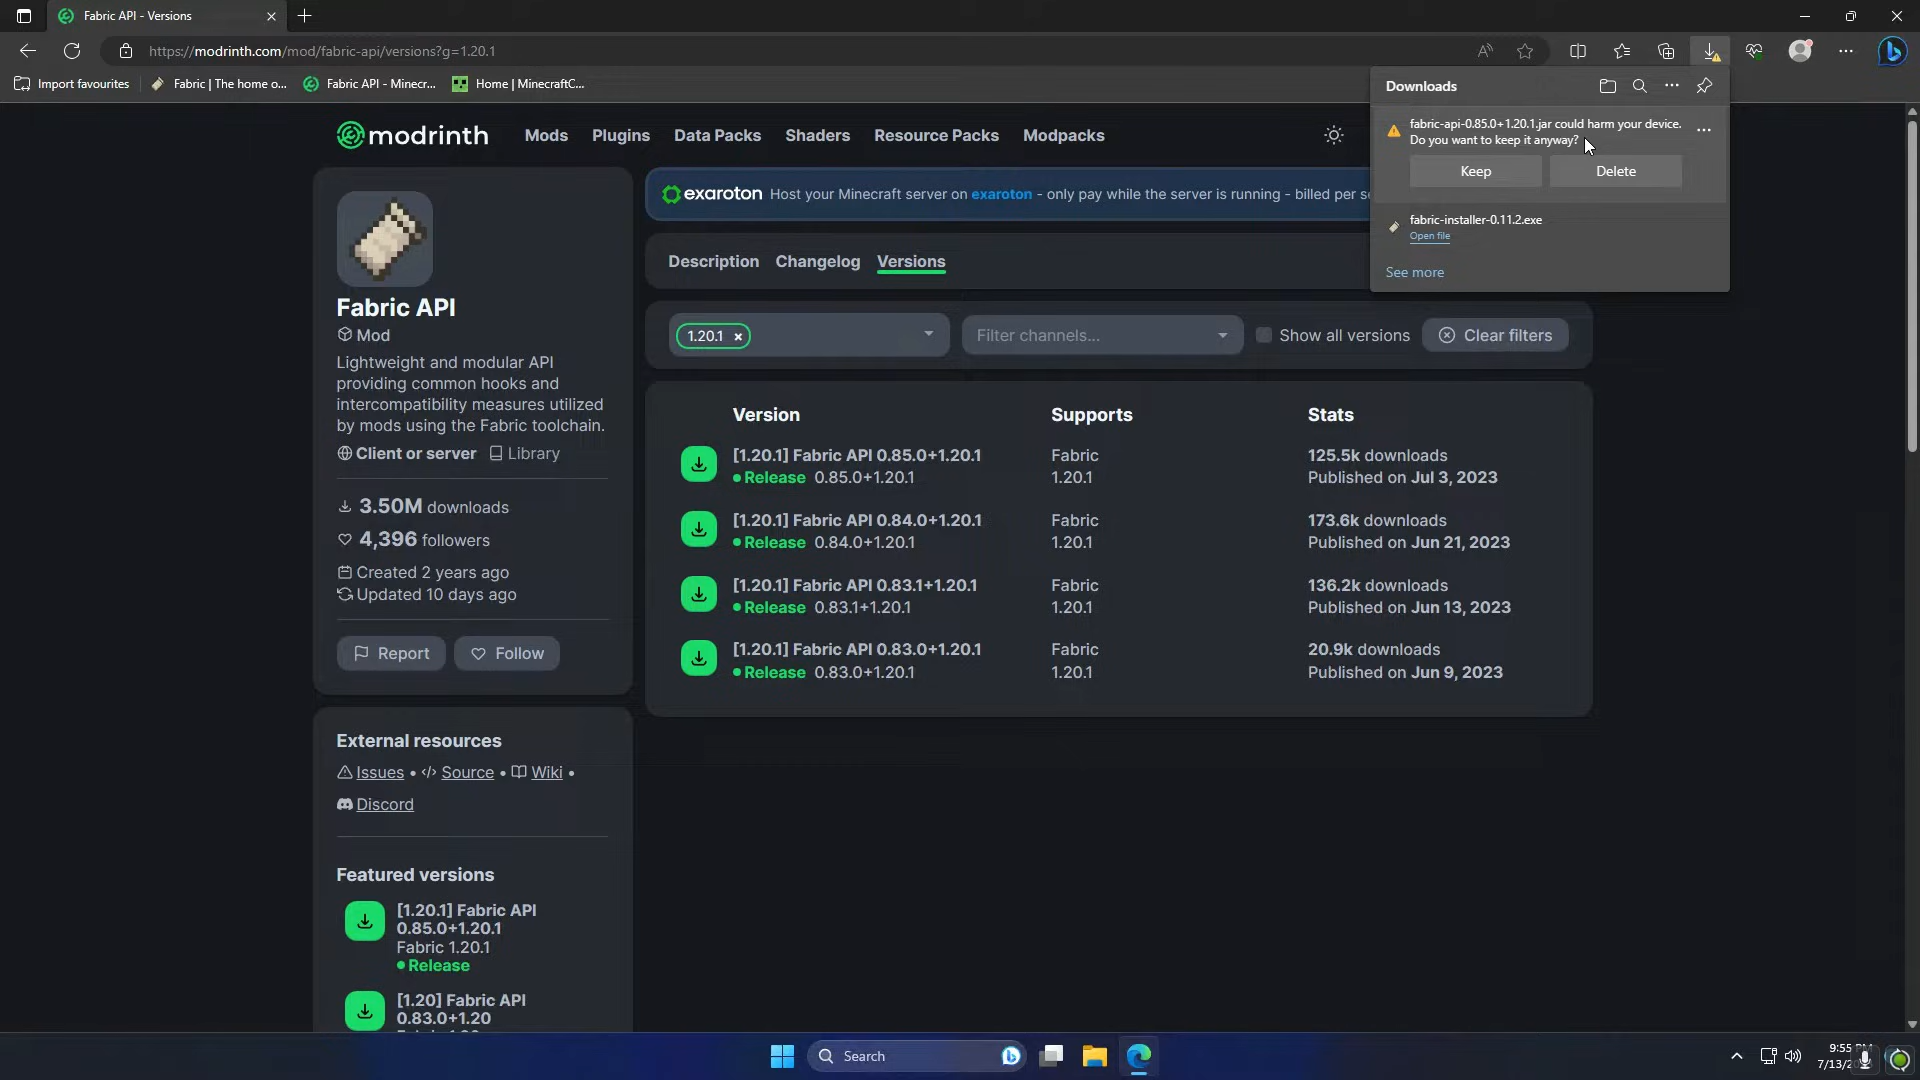 Fabric API - Versions
https://modrinth.com/mod/fabric-api/versions?g=1.20.1
Import favourites
Fabric | The home o...
Fabric API - Minecr...
Home | MinecraftC...
Downloads
fabric-api-0.85.0+1.20.1.jar could harm your device.
Do you want to keep it anyway?
Keep
Delete
fabric-installer-0.11.2.exe
Open file
See more
modrinth
Mods
Plugins
Data Packs
Shaders
Resource Packs
Modpacks
exaroton Host your Minecraft server on exaroton - only pay while the server is running - billed per
Fabric API
Mod
Lightweight and modular API
providing common hooks and
intercompatibility measures utilized
by mods using the Fabric toolchain.
Client or server Library
3.50M downloads
4,396 followers
Created 2 years ago
Updated 10 days ago
Report
Follow
Description
Changelog
Versions
1.20.1
Filter channels...
Show all versions
Clear filters
Version Supports Stats
[1.20.1] Fabric API 0.85.0+1.20.1 Fabric 125.5k downloads
• Release 0.85.0+1.20.1 1.20.1 Published on Jul 3, 2023
[1.20.1] Fabric API 0.84.0+1.20.1 Fabric 173.6k downloads
• Release 0.84.0+1.20.1 1.20.1 Published on Jun 21, 2023
[1.20.1] Fabric API 0.83.1+1.20.1 Fabric 136.2k downloads
• Release 0.83.1+1.20.1 1.20.1 Published on Jun 13, 2023
[1.20.1] Fabric API 0.83.0+1.20.1 Fabric 20.9k downloads
• Release 0.83.0+1.20.1 1.20.1 Published on Jun 9, 2023
External resources
Issues • Source • Wiki •
Discord
Featured versions
[1.20.1] Fabric API
0.85.0+1.20.1
Fabric 1.20.1
• Release
[1.20] Fabric API
0.83.0+1.20
Search
9:55
7/13/